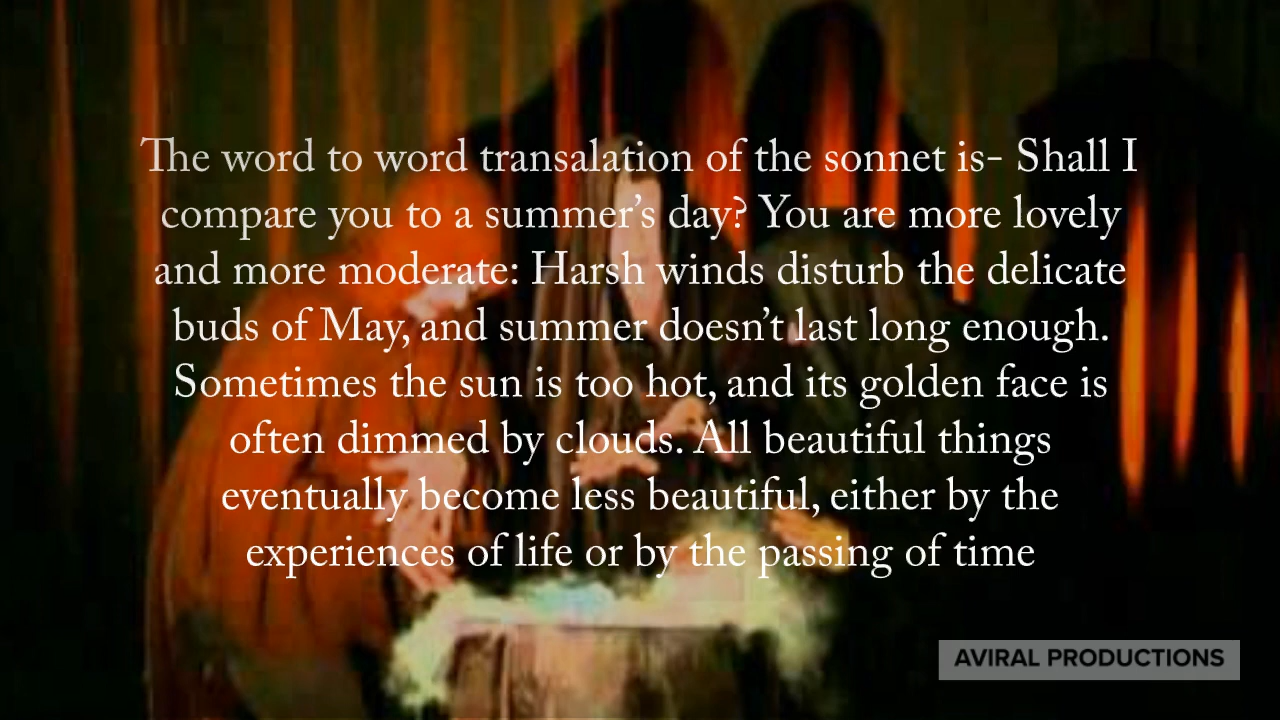 The word to word transalation of the sonnet is- Shall I
compare you to a summer’s day? You are more lovely
and more moderate: Harsh winds disturb the delicate
buds of May, and summer doesn’t last long enough.
Sometimes the sun is too hot, and its golden face is
often dimmed by clouds. All beautiful things
eventually become less beautiful, either by the
experiences of life or by the passing of time
AVIRAL PRODUCTIONS